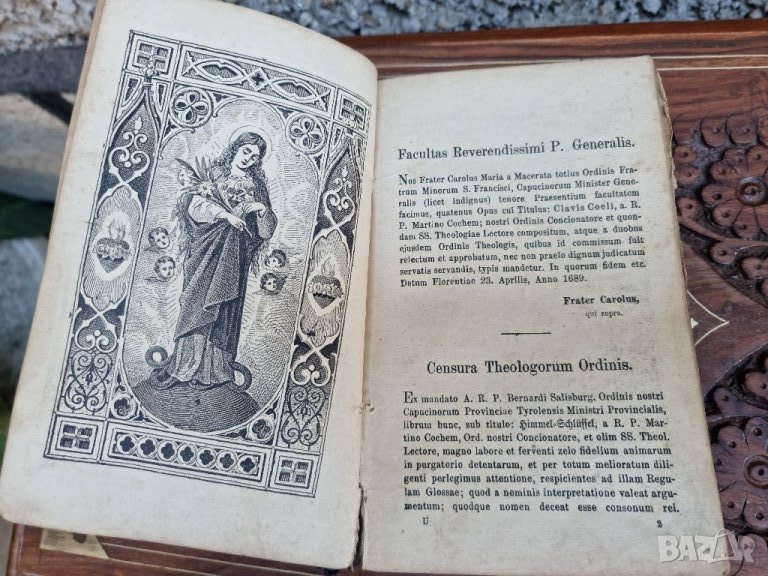 Facultas Reverendissimi P. Generalis.
Nos Frater Carolus Maria a Macerata totius Ordinis Fra-
trum Minorum S. Francisci, Capucinorum Minister Gene-
ralis (licet indignus) tenore Praesentium facultatem
facimus, quatenus Opus cui Titulus: Clavis Coeli, a. R.
P. Martino Cochem; nostri Ordinis Concionatore et quon-
dam SS. Theologiae Lectore compositum, atque a duobus
ejusdem Ordinis Theologis, quibus id commissum fuit
relectum et approbatum, nec non praelo dignum judicatum
servatis servandis, typis mandetur. In quorum fidem etc.
Datum Florentiae 23. Aprilis, Anno 1689.
Frater Carolus,
qui supra.
Censura Theologorum Ordinis.
Ex mandato A. R. P. Bernardi Salisburg. Ordinis nostri
Capucinorum Provinciae Tyrolensis Ministri Provincialis,
librum hunc, sub titulo: Himmel-Schlüssel, a R. P. Mar-
tino Cochem, Ord. nostri Concionatore, et olim SS. Theol.
Lectore, magno labore et ferventi zelo fidelium animarum
in purgatorio detentarum, et per totum melioratum dili-
genti perlegimus attentione, respicientes ad illam Regu-
lam Glossae; quod a nominis interpretatione valeat argu-
mentum; quodque nomen deceat esse consonum rei.
U 2
BAZAR